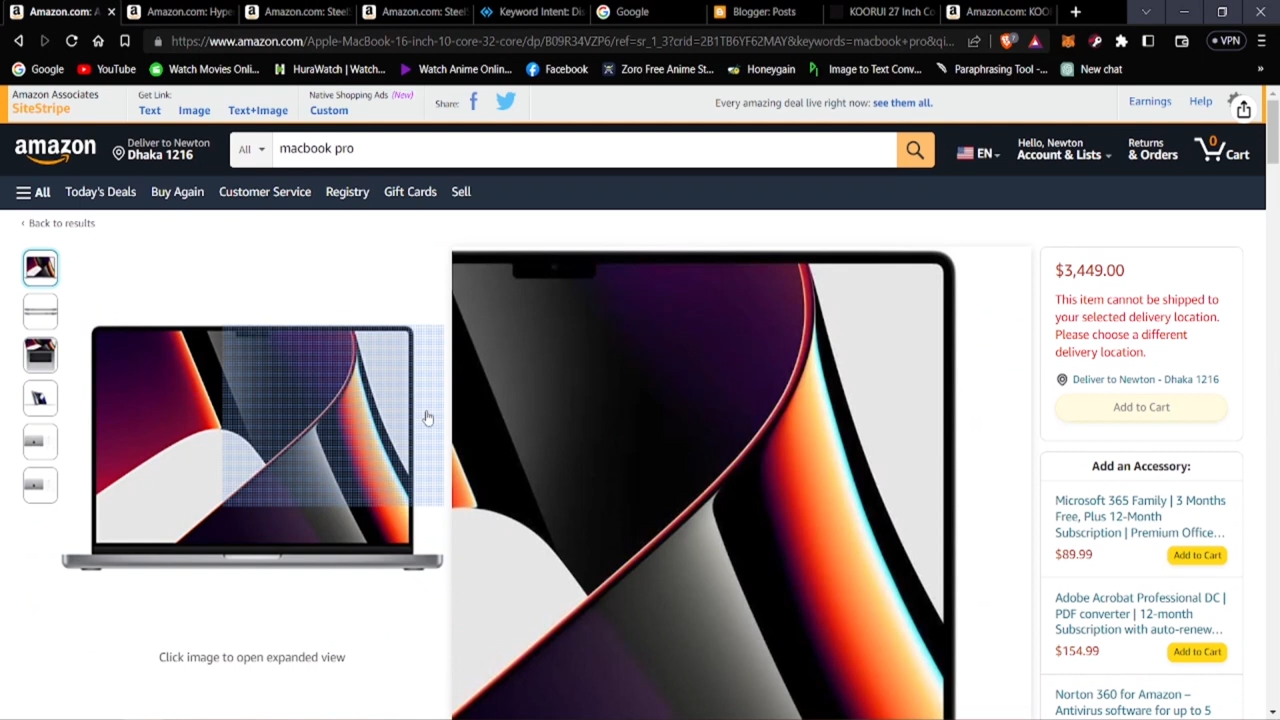 Amazon.com: A
Amazon.com: Hype
Amazon.com: Steel
Amazon.com: Steel
Keyword Intent: Di
Google
Blogger: Posts
KOORUI 27 Inch Co
Amazon.com: KOO
https://www.amazon.com/Apple-MacBook-16-inch-10-core-32-core/dp/B09R34VZP6/ref=sr_1_3?crid=2B1TB6YF62MAY&keywords=macbook+pro&qi...
VPN
Google
YouTube
Watch Movies Onli...
HuraWatch | Watch...
Watch Anime Onlin...
Facebook
Zoro Free Anime St...
Honeygain
Image to Text Conv...
Paraphrasing Tool -...
New chat
»
Amazon Associates
SiteStripe
Get Link:
Text
Image
Text+Image
Native Shopping Ads (New)
Custom
Share:
Every amazing deal live right now: see them all.
Earnings
Help
amazon
Deliver to Newton
Dhaka 1216
All
macbook pro
EN
Hello, Newton
Account & Lists
Returns
& Orders
0
Cart
All
Today's Deals
Buy Again
Customer Service
Registry
Gift Cards
Sell
‹ Back to results
Click image to open expanded view
$3,449.00
This item cannot be shipped to
your selected delivery location.
Please choose a different
delivery location.
Deliver to Newton - Dhaka 1216
Add to Cart
Add an Accessory:
Microsoft 365 Family | 3 Months
Free, Plus 12-Month
Subscription | Premium Office...
$89.99
Add to Cart
Adobe Acrobat Professional DC |
PDF converter | 12-month
Subscription with auto-renew...
$154.99
Add to Cart
Norton 360 for Amazon –
Antivirus software for up to 5